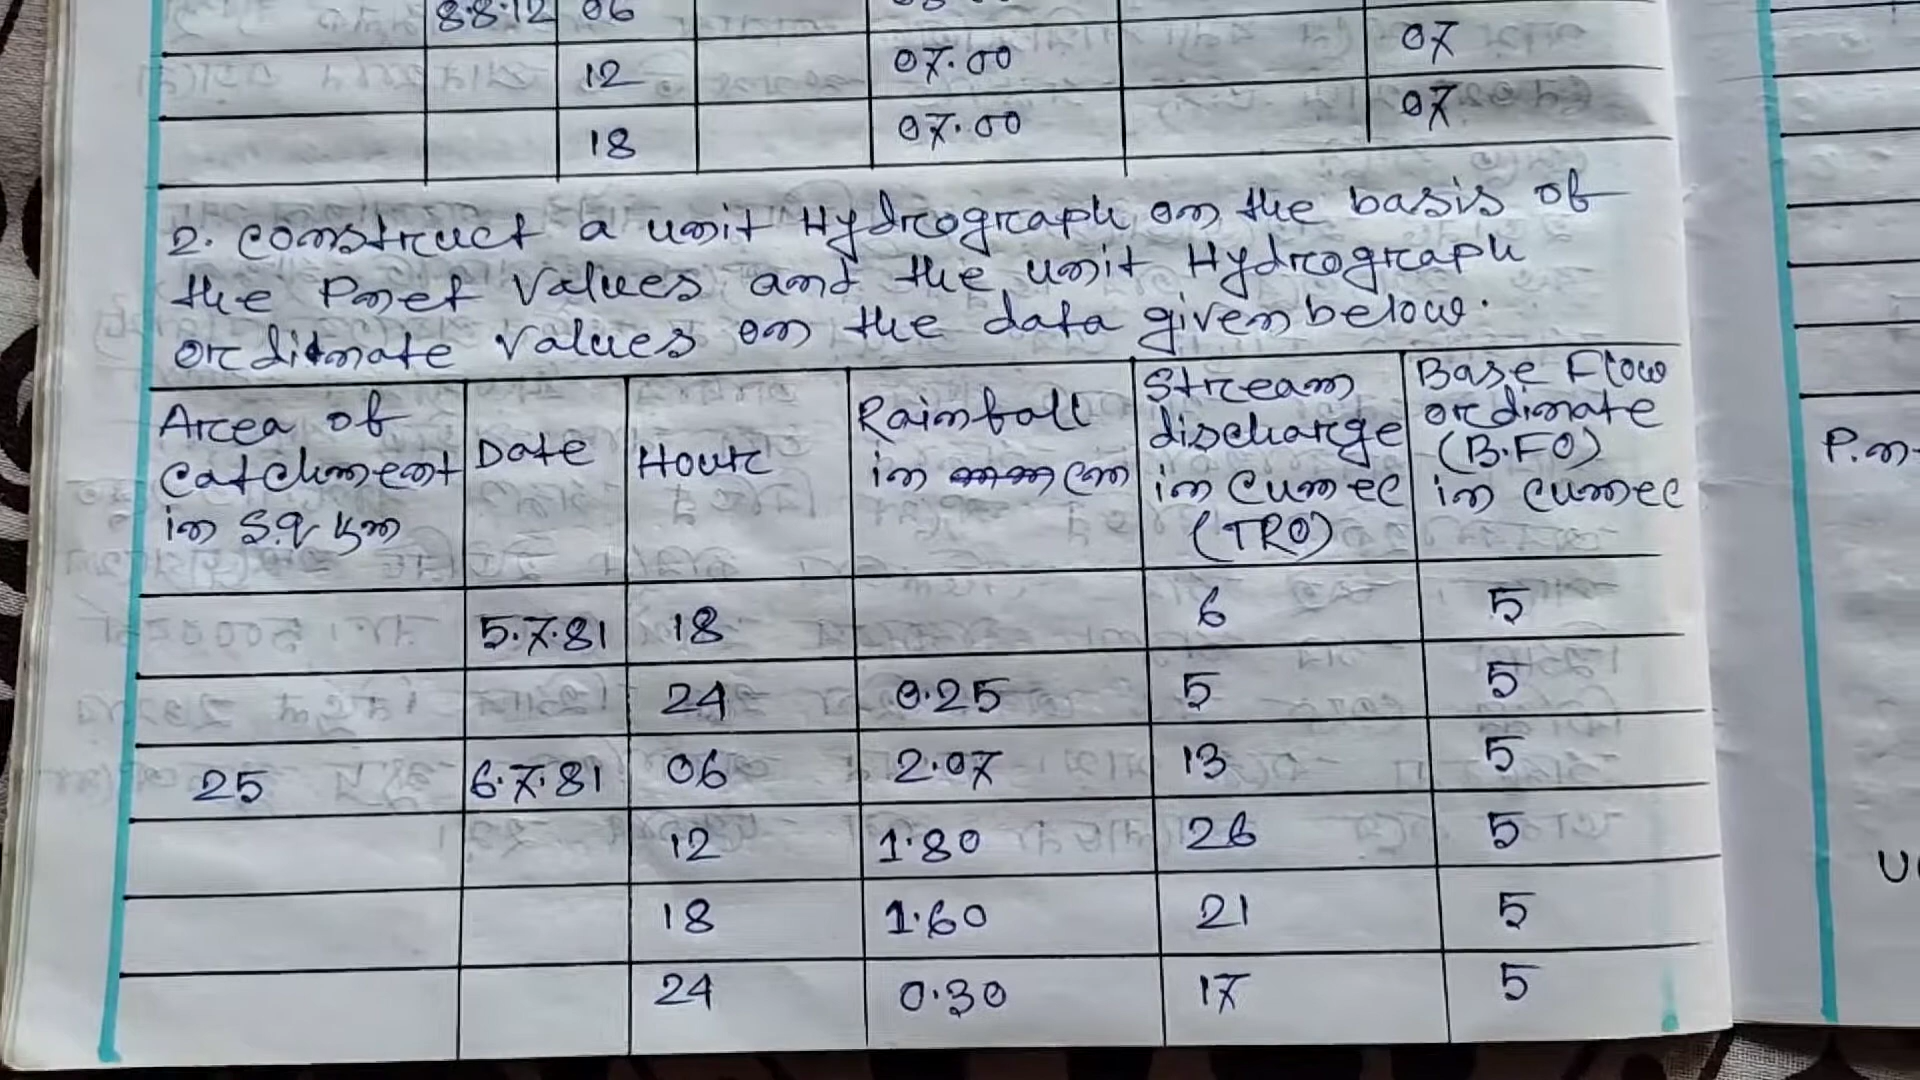 8.8.12 06
12 07.00 07
18 07.00 07
2. Construct a unit Hydrograph on the basis of
the Pnet Values and the unit Hydrograph
orditnate values on the data given below.
Area of catchment in S.q km | Date | Hour | Rainfall in cm | Stream discharge in Cumec (TRO) | Base Flow ordinate (B.FO) in cumec
5.7.81 18 6 5
24 0.25 5 5
25 6.7.81 06 2.07 13 5
12 1.80 26 5
18 1.60 21 5
24 0.30 17 5
P.n